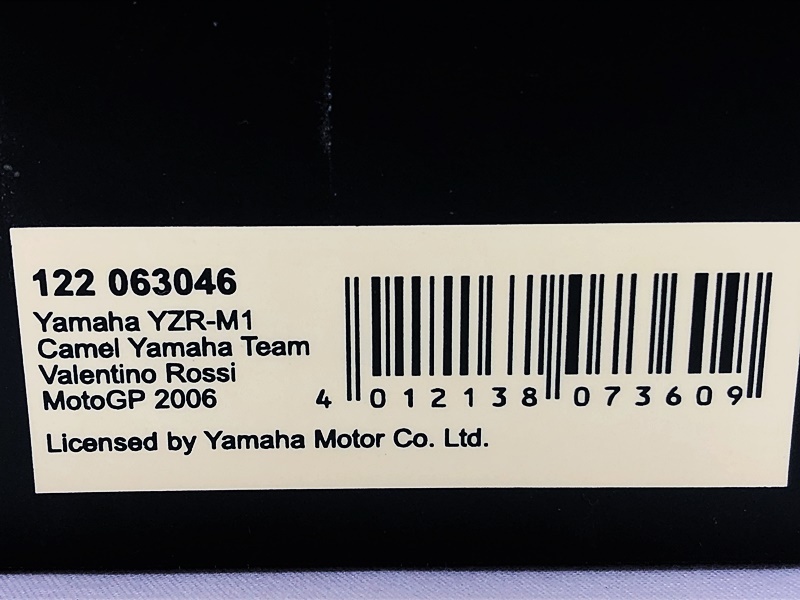 122 063046
Yamaha YZR-M1
Camel Yamaha Team
Valentino Rossi
MotoGP 2006
Licensed by Yamaha Motor Co. Ltd.
4 012138 073609